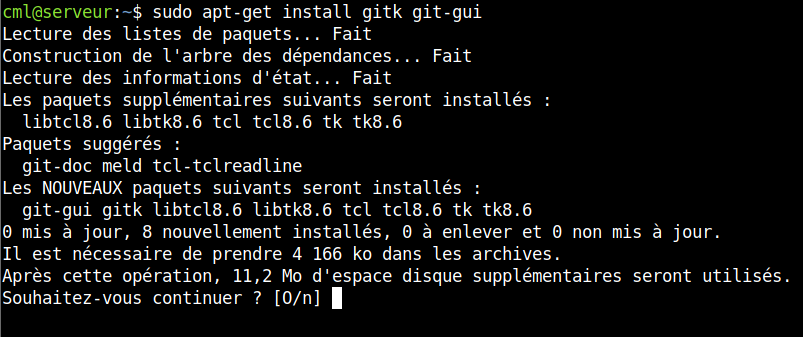 cml@serveur:~$ sudo apt-get install gitk git-gui
Lecture des listes de paquets... Fait
Construction de l'arbre des dépendances... Fait
Lecture des informations d'état... Fait
Les paquets supplémentaires suivants seront installés :
  libtcl8.6 libtk8.6 tcl tcl8.6 tk tk8.6
Paquets suggérés :
  git-doc meld tcl-tclreadline
Les NOUVEAUX paquets suivants seront installés :
  git-gui gitk libtcl8.6 libtk8.6 tcl tcl8.6 tk tk8.6
0 mis à jour, 8 nouvellement installés, 0 à enlever et 0 non mis à jour.
Il est nécessaire de prendre 4 166 ko dans les archives.
Après cette opération, 11,2 Mo d'espace disque supplémentaires seront utilisés.
Souhaitez-vous continuer ? [O/n]